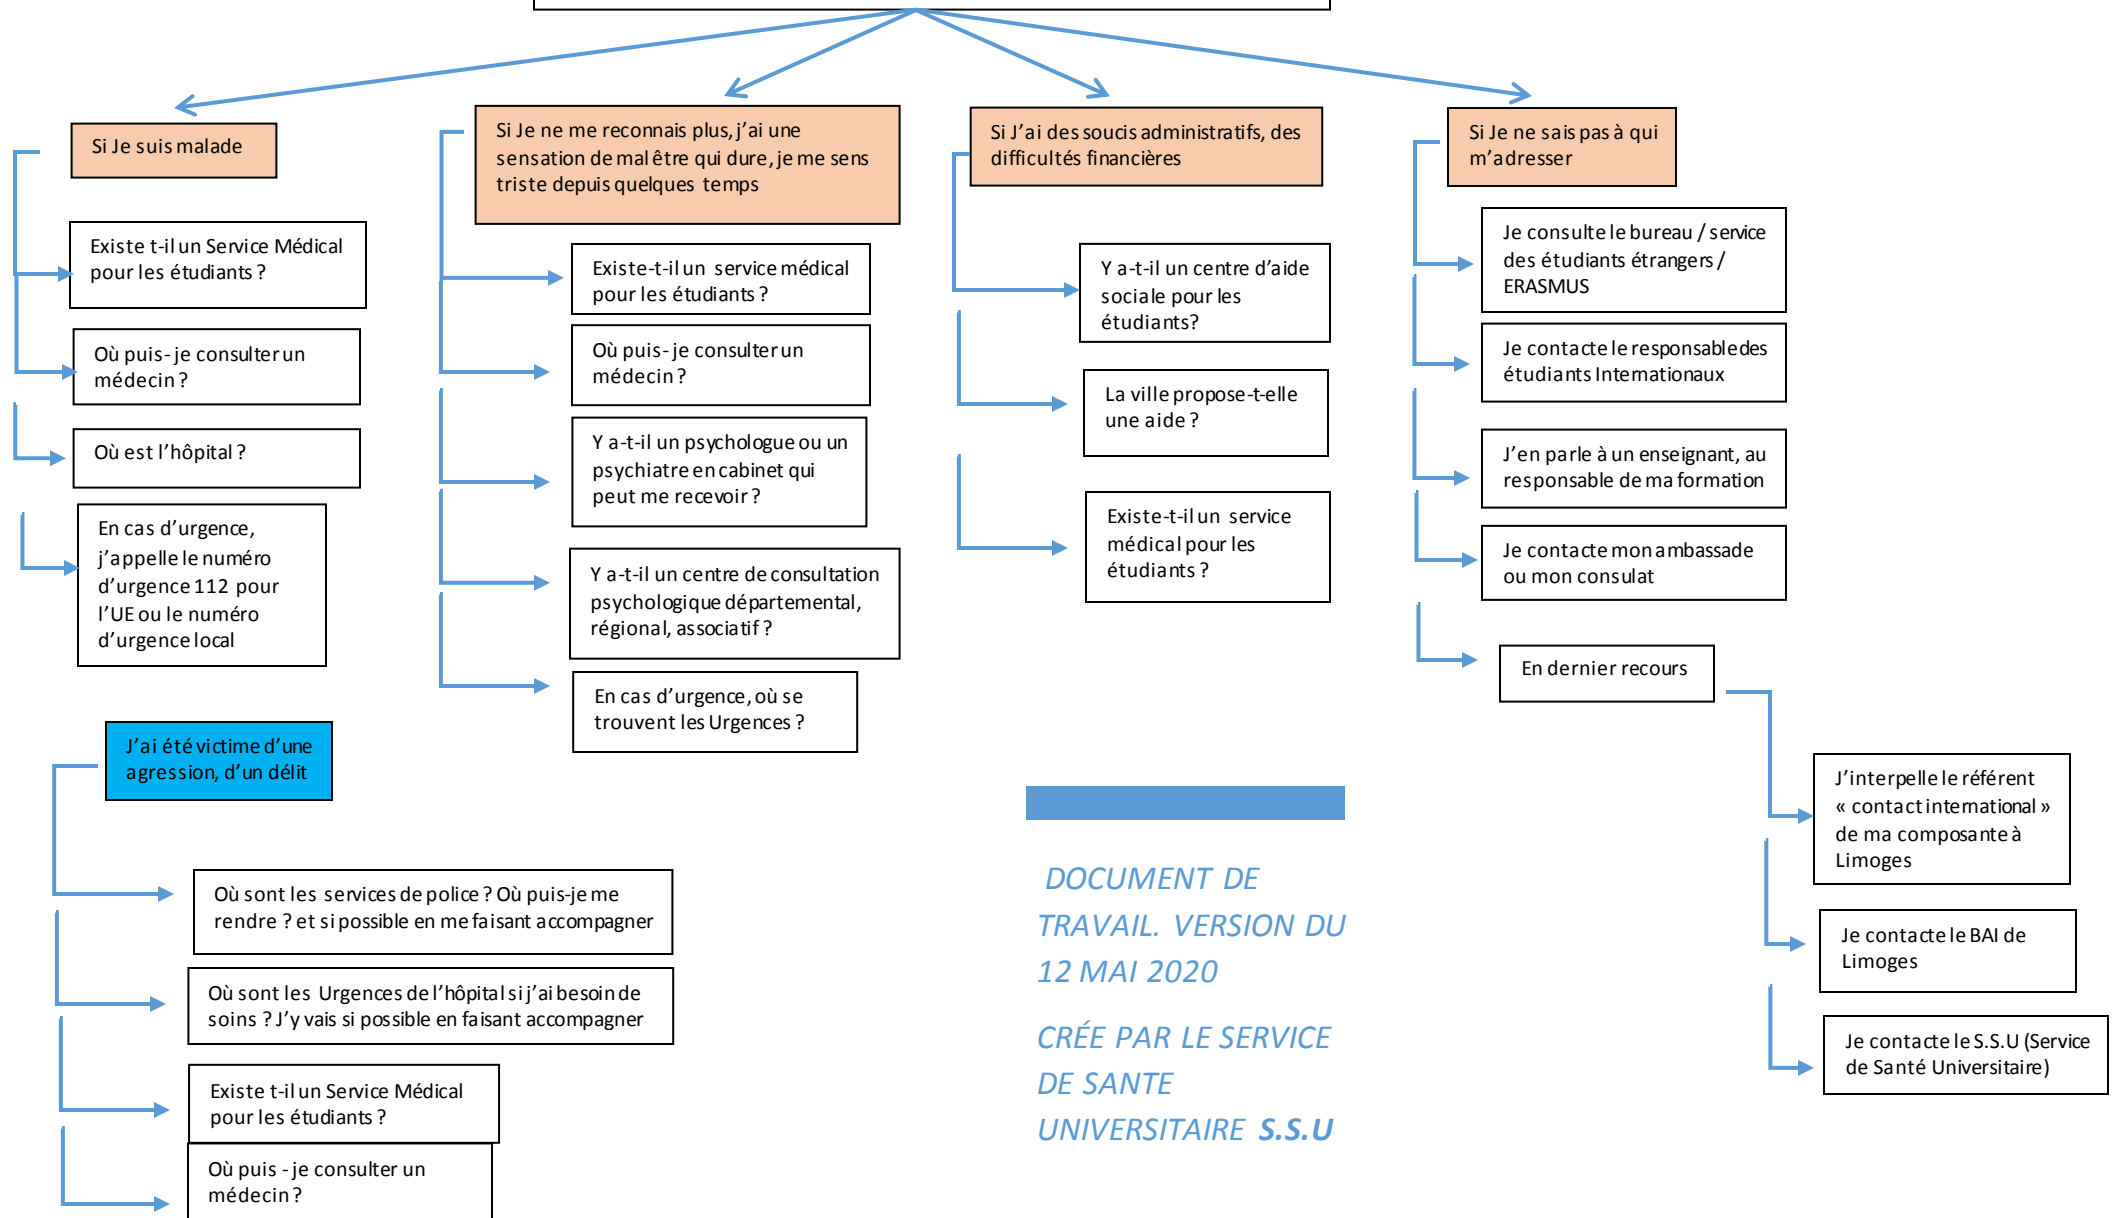 Si Je suis malade
Existe t-il un Service Médical
pour les étudiants ?
Où puis- je consulter un
médecin ?
Où est l’hôpital ?
En cas d’urgence,
j’appelle le numéro
d’urgence 112 pour
l’UE ou le numéro
d’urgence local
Si Je ne me reconnais plus, j’ai une
sensation de mal être qui dure, je me sens
triste depuis quelques temps
Existe-t-il un service médical
pour les étudiants ?
Où puis- je consulter un
médecin ?
Y a-t-il un psychologue ou un
psychiatre en cabinet qui
peut me recevoir ?
Y a-t-il un centre de consultation
psychologique départemental,
régional, associatif ?
En cas d’urgence, où se
trouvent les Urgences ?
Si J’ai des soucis administratifs, des
difficultés financières
Y a-t-il un centre d’aide
sociale pour les
étudiants?
La ville propose-t-elle
une aide ?
Existe-t-il un service
médical pour les
étudiants ?
Si Je ne sais pas à qui
m’adresser
Je consulte le bureau / service
des étudiants étrangers /
ERASMUS
Je contacte le responsable des
étudiants Internationaux
J’en parle à un enseignant, au
responsable de ma formation
Je contacte mon ambassade
ou mon consulat
En dernier recours
J’interpelle le référent
« contact international »
de ma composante à
Limoges
Je contacte le BAI de
Limoges
Je contacte le S.S.U (Service
de Santé Universitaire)
J’ai été victime d’une
agression, d’un délit
Où sont les services de police ? Où puis-je me
rendre ? et si possible en me faisant accompagner
Où sont les Urgences de l’hôpital si j’ai besoin de
soins ? J’y vais si possible en faisant accompagner
Existe t-il un Service Médical
pour les étudiants ?
Où puis - je consulter un
médecin ?
DOCUMENT DE
TRAVAIL. VERSION DU
12 MAI 2020
CRÉE PAR LE SERVICE
DE SANTE
UNIVERSITAIRE S.S.U